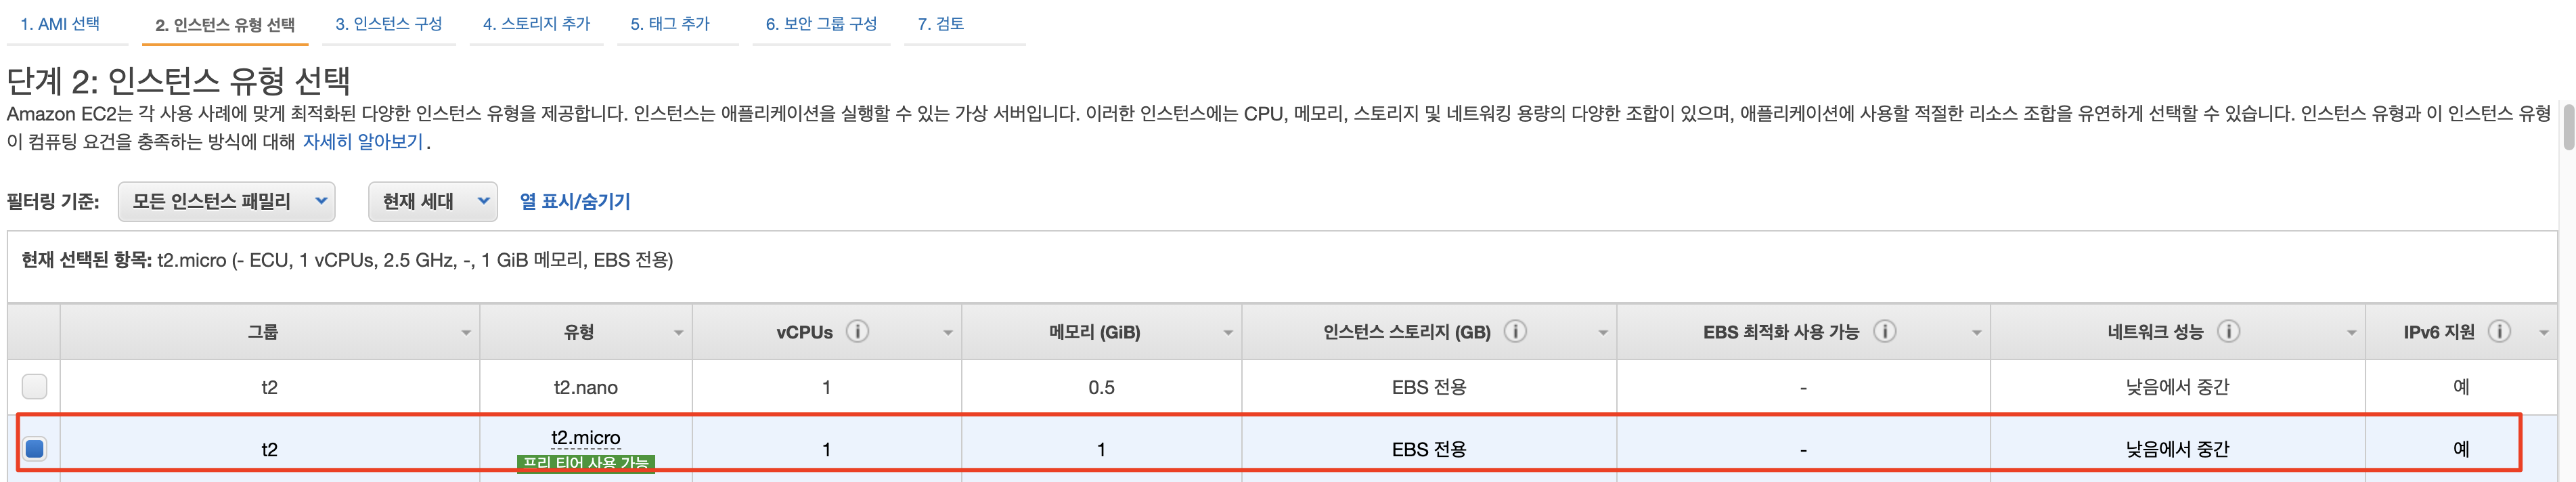 1. AMI 선택 2. 인스턴스 유형 선택 3. 인스턴스 구성 4. 스토리지 추가 5. 태그 추가 6. 보안 그룹 구성 7. 검토
단계 2: 인스턴스 유형 선택
Amazon EC2는 각 사용 사례에 맞게 최적화된 다양한 인스턴스 유형을 제공합니다. 인스턴스는 애플리케이션을 실행할 수 있는 가상 서버입니다. 이러한 인스턴스에는 CPU, 메모리, 스토리지 및 네트워킹 용량의 다양한 조합이 있으며, 애플리케이션에 사용할 적절한 리소스 조합을 유연하게 선택할 수 있습니다. 인스턴스 유형과 이 인스턴스 유형
이 컴퓨팅 요건을 충족하는 방식에 대해 자세히 알아보기.
필터링 기준: 모든 인스턴스 패밀리 현재 세대 열 표시/숨기기
현재 선택된 항목: t2.micro (- ECU, 1 vCPUs, 2.5 GHz, -, 1 GiB 메모리, EBS 전용)
그룹 유형 vCPUs i 메모리 (GiB) 인스턴스 스토리지 (GB) i EBS 최적화 사용 가능 i 네트워크 성능 i IPv6 지원 i
t2 t2.nano 1 0.5 EBS 전용 - 낮음에서 중간 예
t2 t2.micro 1 1 EBS 전용 - 낮음에서 중간 예
프리 티어 사용 가능